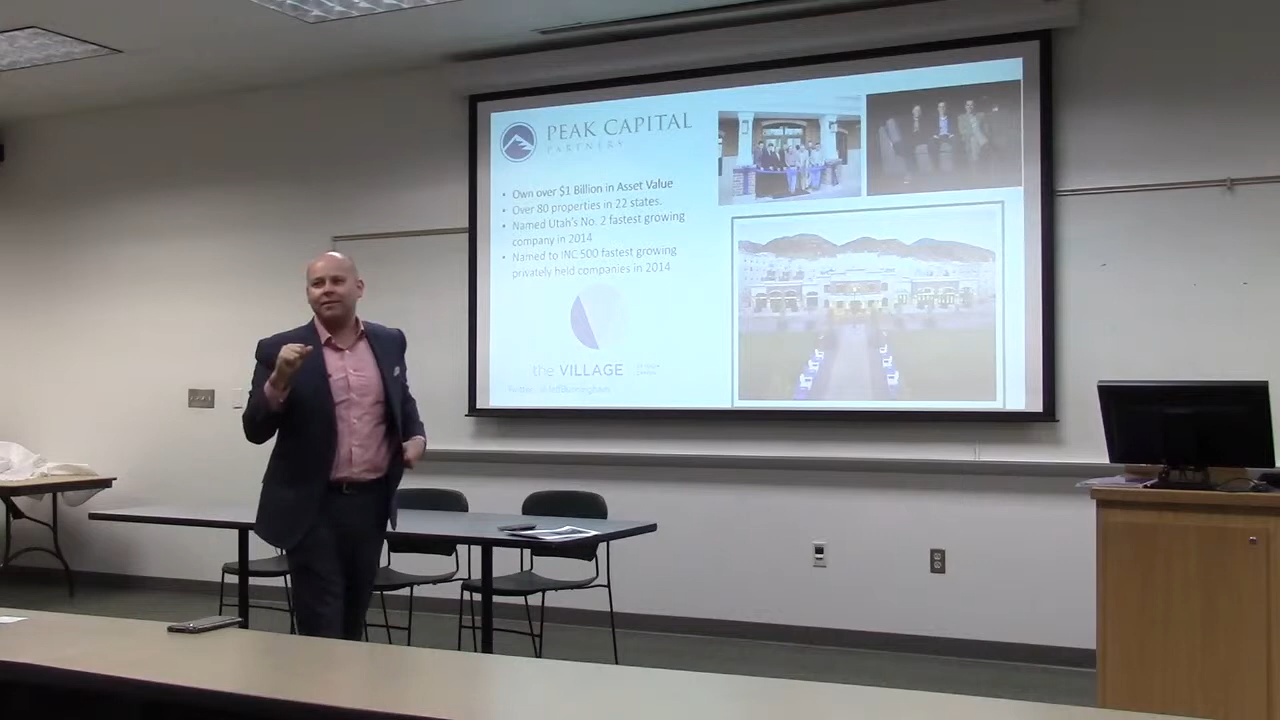 PEAK CAPITAL
PARTNERS
• Own over $1 Billion in Asset Value
• Over 80 properties in 22 states.
• Named Utah's No. 2 fastest growing
company in 2014
• Named to INC 500 fastest growing
privately held companies in 2014
the VILLAGE